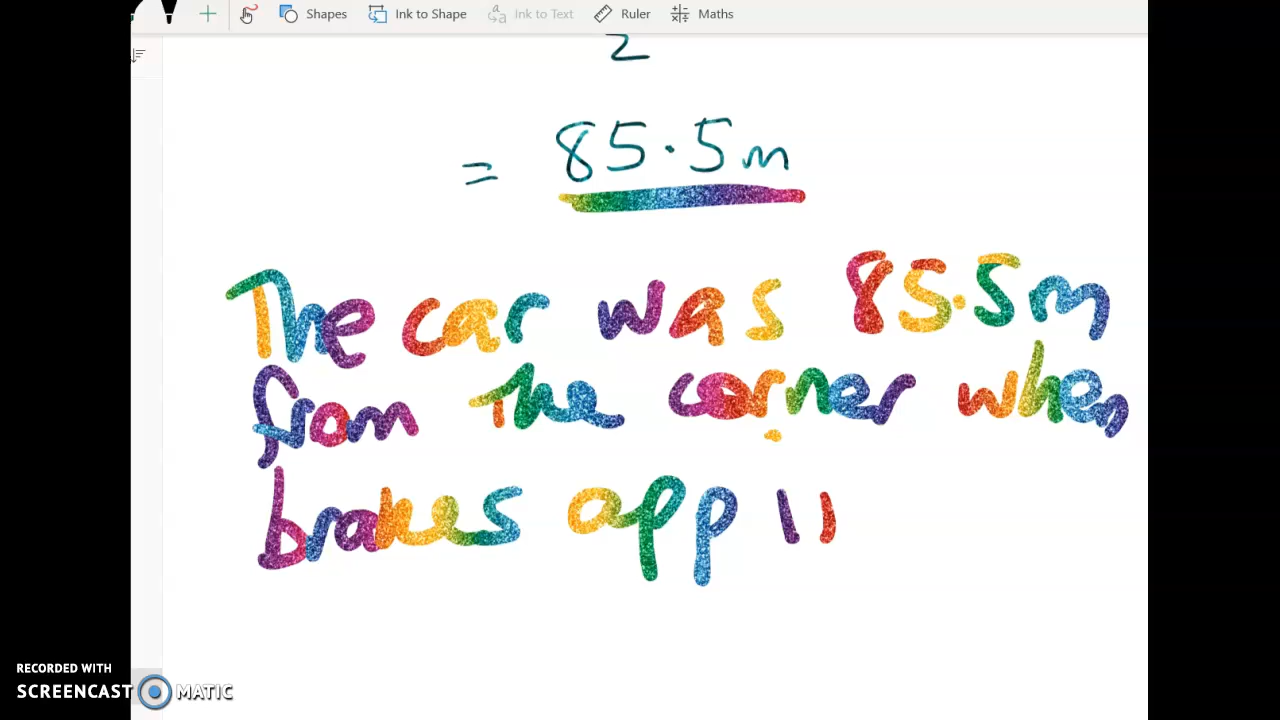 Shapes Ink to Shape Ink to Text Ruler Maths
2
= 85.5m
The car was 85.5m
from the corner when
brakes appli
RECORDED WITH
SCREENCAST MATIC